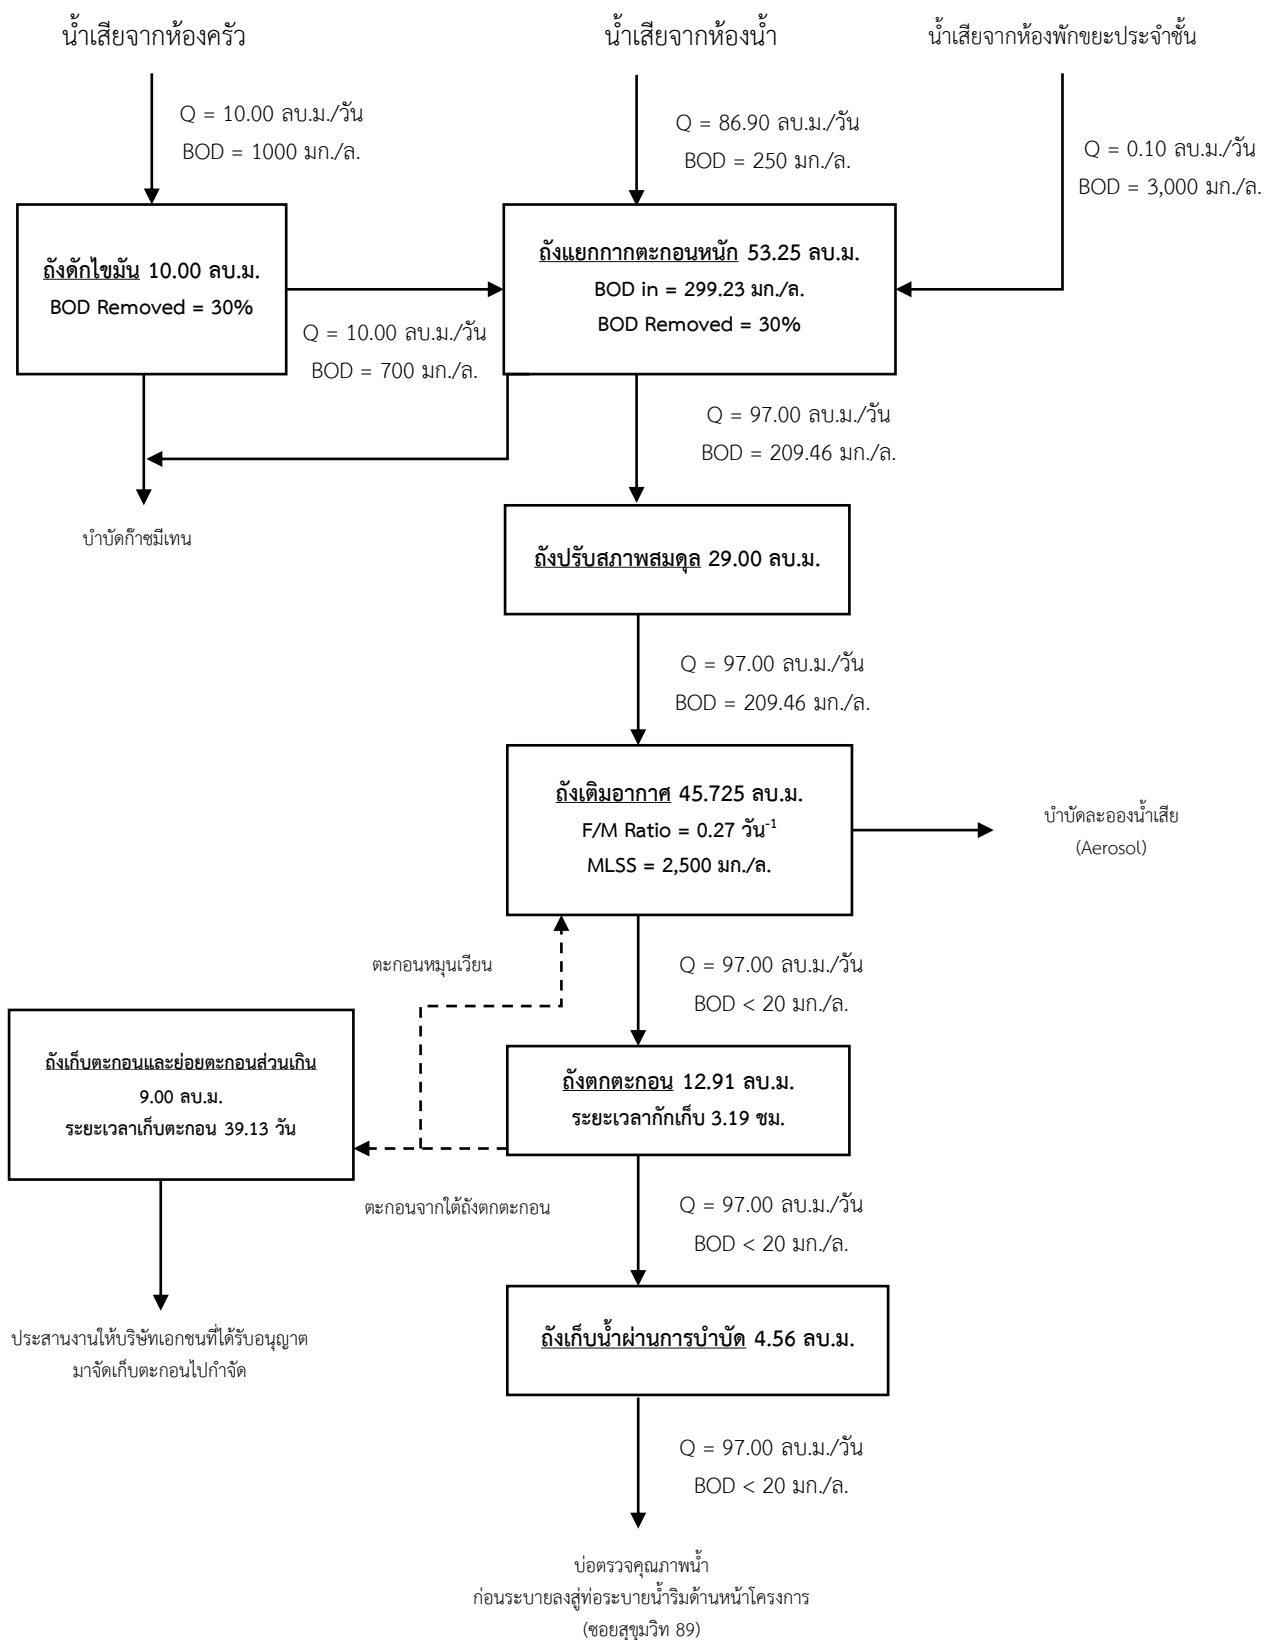 น้ำเสียจากห้องครัว
น้ำเสียจากห้องน้ำ
น้ำเสียจากห้องพักขยะประจำชั้น
Q = 10.00 ลบ.ม./วัน
BOD = 1000 มก./ล.
Q = 86.90 ลบ.ม./วัน
BOD = 250 มก./ล.
Q = 0.10 ลบ.ม./วัน
BOD = 3,000 มก./ล.
ถังดักไขมัน 10.00 ลบ.ม.
BOD Removed = 30%
ถังแยกกากตะกอนหนัก 53.25 ลบ.ม.
BOD in = 299.23 มก./ล.
BOD Removed = 30%
Q = 10.00 ลบ.ม./วัน
BOD = 700 มก./ล.
Q = 97.00 ลบ.ม./วัน
BOD = 209.46 มก./ล.
บำบัดก๊าซมีเทน
ถังปรับสภาพสมดุล 29.00 ลบ.ม.
Q = 97.00 ลบ.ม./วัน
BOD = 209.46 มก./ล.
ถังเติมอากาศ 45.725 ลบ.ม.
F/M Ratio = 0.27 วัน⁻¹
MLSS = 2,500 มก./ล.
บำบัดละอองน้ำเสีย
(Aerosol)
ตะกอนหมุนเวียน
Q = 97.00 ลบ.ม./วัน
BOD < 20 มก./ล.
ถังเก็บตะกอนและย่อยตะกอนส่วนเกิน
9.00 ลบ.ม.
ระยะเวลาเก็บตะกอน 39.13 วัน
ถังตกตะกอน 12.91 ลบ.ม.
ระยะเวลากักเก็บ 3.19 ชม.
ตะกอนจากใต้ถังตกตะกอน
Q = 97.00 ลบ.ม./วัน
BOD < 20 มก./ล.
ประสานงานให้บริษัทเอกชนที่ได้รับอนุญาต
มาจัดเก็บตะกอนไปกำจัด
ถังเก็บน้ำผ่านการบำบัด 4.56 ลบ.ม.
Q = 97.00 ลบ.ม./วัน
BOD < 20 มก./ล.
บ่อตรวจคุณภาพน้ำ
ก่อนระบายลงสู่ท่อระบายน้ำริมด้านหน้าโครงการ
(ซอยสุขุมวิท 89)